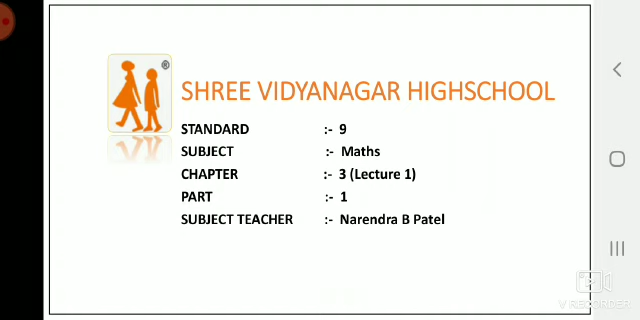 ®
SHREE VIDYANAGAR HIGHSCHOOL
STANDARD :- 9
SUBJECT :- Maths
CHAPTER :- 3 (Lecture 1)
PART :- 1
SUBJECT TEACHER :- Narendra B Patel
V RECORDER